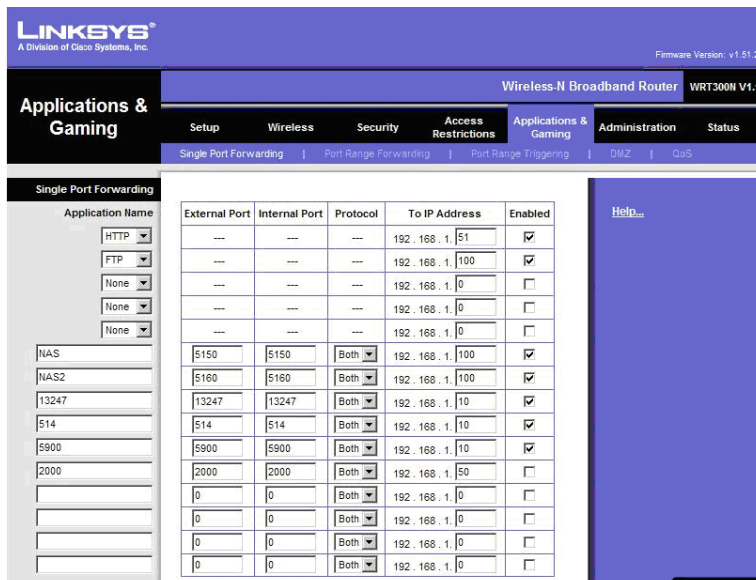 LINKSYS®
A Division of Cisco Systems, Inc.
Firmware Version: v1.51.2
Wireless-N Broadband Router WRT300N V1.
Applications & Gaming
Setup Wireless Security Access Restrictions Applications & Gaming Administration Status
Single Port Forwarding | Port Range Forwarding | Port Range Triggering | DMZ | QoS
Single Port Forwarding
Application Name External Port Internal Port Protocol To IP Address Enabled Help...
HTTP --- --- --- 192 . 168 . 1. 51
FTP --- --- --- 192 . 168 . 1. 100
None --- --- --- 192 . 168 . 1. 0
None --- --- --- 192 . 168 . 1. 0
None --- --- --- 192 . 168 . 1. 0
NAS 5150 5150 Both 192 . 168 . 1. 100
NAS2 5160 5160 Both 192 . 168 . 1. 100
13247 13247 13247 Both 192 . 168 . 1. 10
514 514 514 Both 192 . 168 . 1. 10
5900 5900 5900 Both 192 . 168 . 1. 10
2000 2000 2000 Both 192 . 168 . 1. 50
0 0 Both 192 . 168 . 1. 0
0 0 Both 192 . 168 . 1. 0
0 0 Both 192 . 168 . 1. 0
0 0 Both 192 . 168 . 1. 0